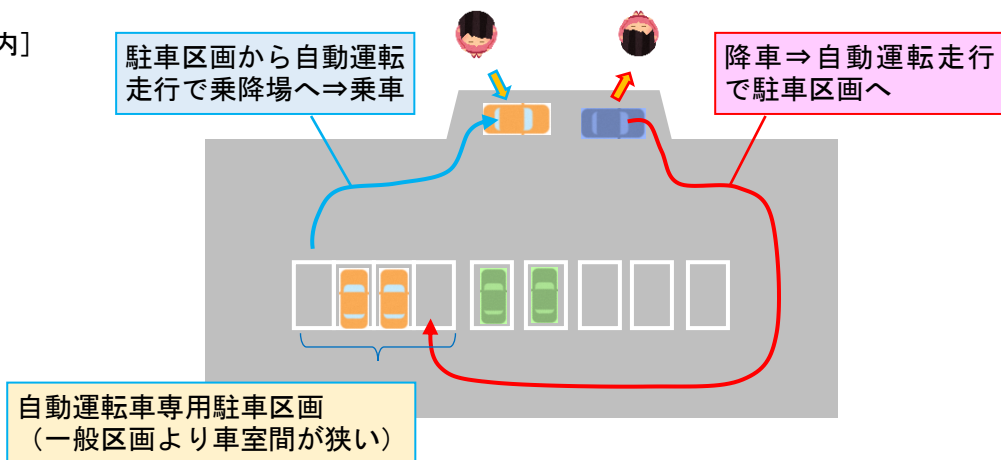 内］
駐車区画から自動運転
走行で乗降場へ⇒乗車
降車⇒自動運転走行
で駐車区画へ
自動運転車専用駐車区画
（一般区画より車室間が狭い）